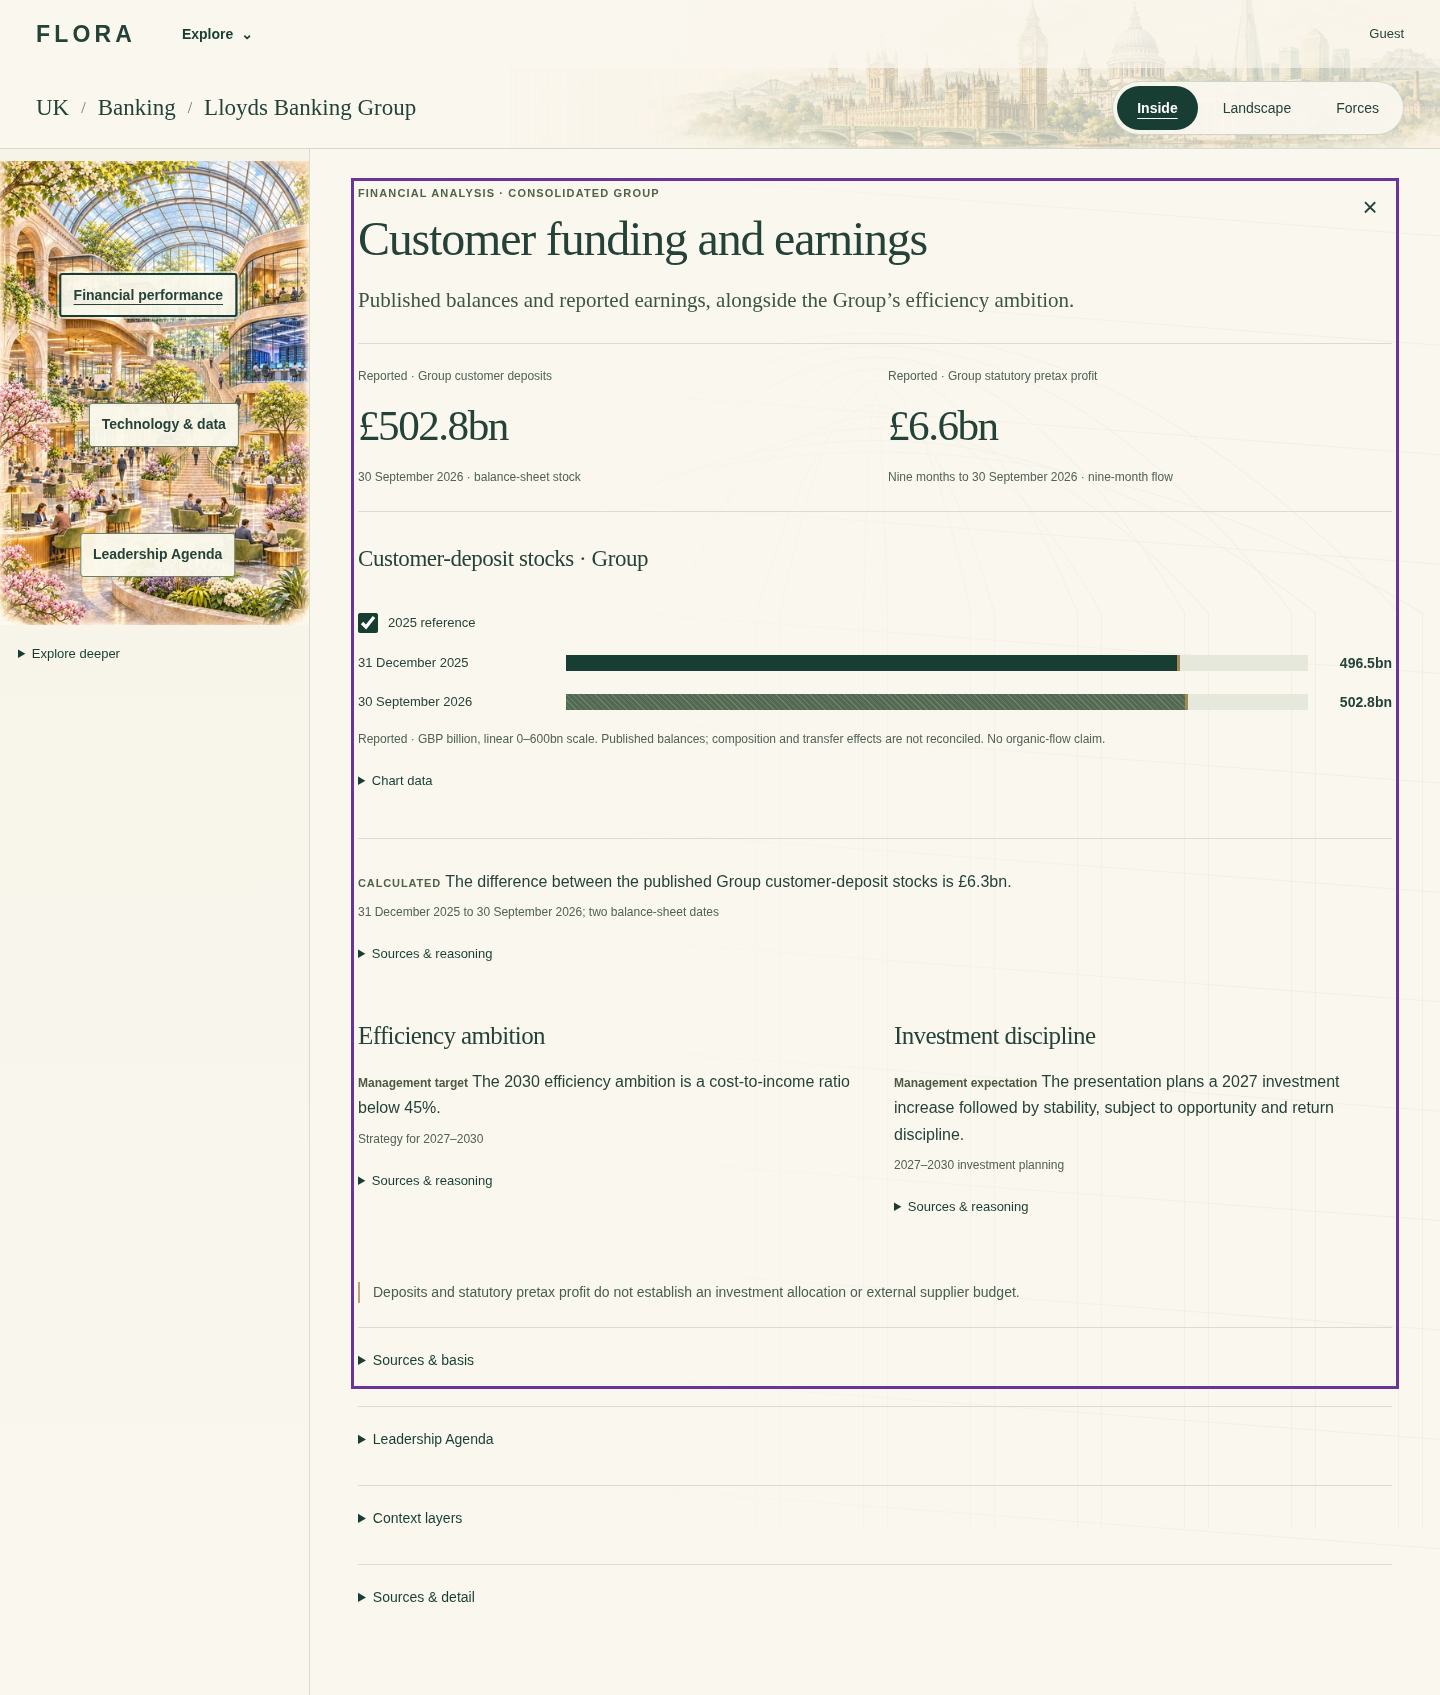 FLORA
Explore
Guest
UK / Banking / Lloyds Banking Group
Inside
Landscape
Forces
Financial performance
Technology & data
Leadership Agenda
Explore deeper
FINANCIAL ANALYSIS · CONSOLIDATED GROUP
Customer funding and earnings
Published balances and reported earnings, alongside the Group’s efficiency ambition.
Reported · Group customer deposits
£502.8bn
30 September 2026 · balance-sheet stock
Reported · Group statutory pretax profit
£6.6bn
Nine months to 30 September 2026 · nine-month flow
Customer-deposit stocks · Group
2025 reference
31 December 2025 496.5bn
30 September 2026 502.8bn
Reported · GBP billion, linear 0–600bn scale. Published balances; composition and transfer effects are not reconciled. No organic-flow claim.
Chart data
CALCULATED The difference between the published Group customer-deposit stocks is £6.3bn.
31 December 2025 to 30 September 2026; two balance-sheet dates
Sources & reasoning
Efficiency ambition
Management target The 2030 efficiency ambition is a cost-to-income ratio
below 45%.
Strategy for 2027–2030
Sources & reasoning
Investment discipline
Management expectation The presentation plans a 2027 investment
increase followed by stability, subject to opportunity and return
discipline.
2027–2030 investment planning
Sources & reasoning
Deposits and statutory pretax profit do not establish an investment allocation or external supplier budget.
Sources & basis
Leadership Agenda
Context layers
Sources & detail